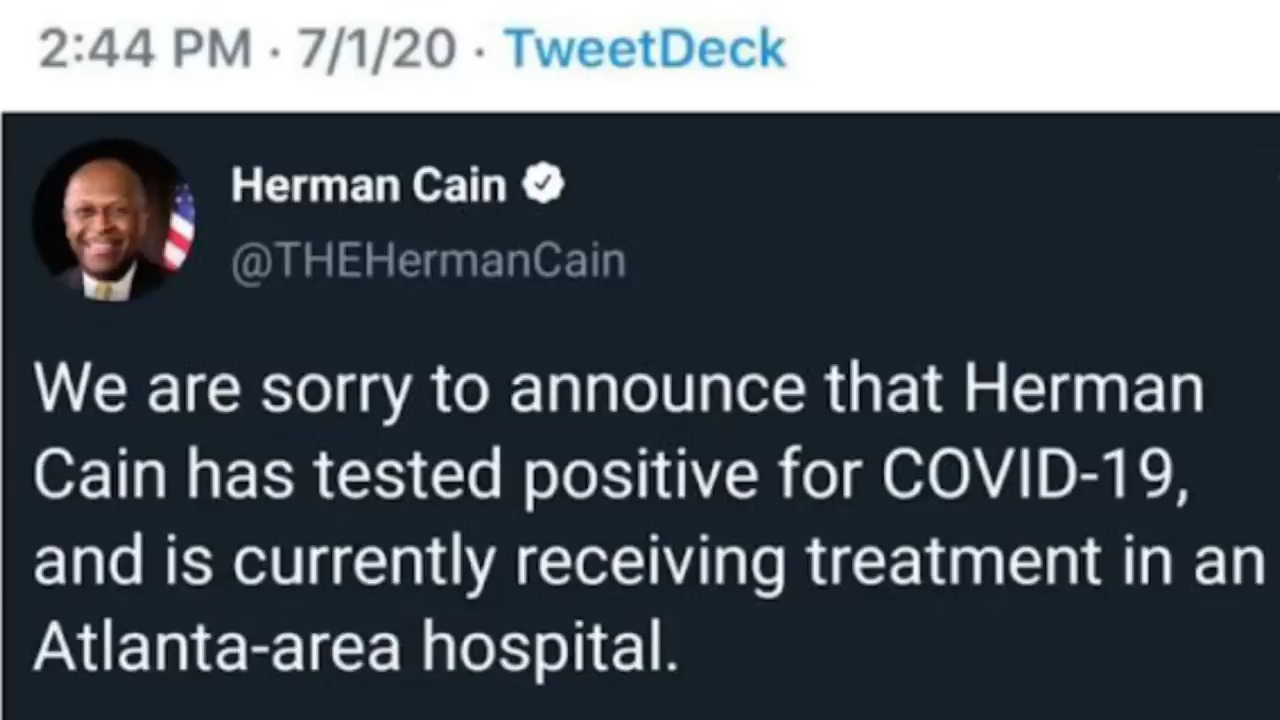 2:44 PM · 7/1/20 · TweetDeck
Herman Cain
@THEHermanCain
We are sorry to announce that Herman
Cain has tested positive for COVID-19,
and is currently receiving treatment in an
Atlanta-area hospital.